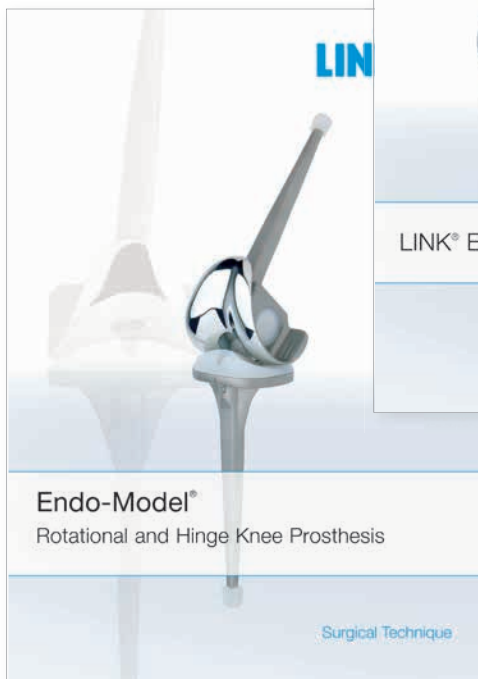 LIN
LINK® E
Endo-Model®
Rotational and Hinge Knee Prosthesis
Surgical Technique